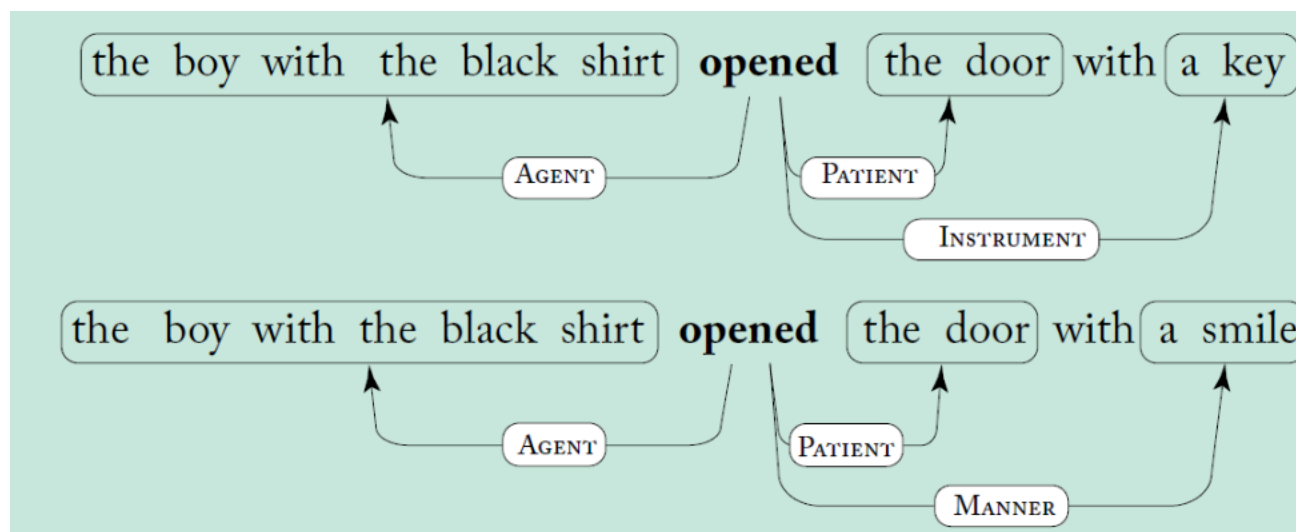 the boy with the black shirt opened the door with a key
AGENT PATIENT
INSTRUMENT
the boy with the black shirt opened the door with a smile
AGENT PATIENT
MANNER